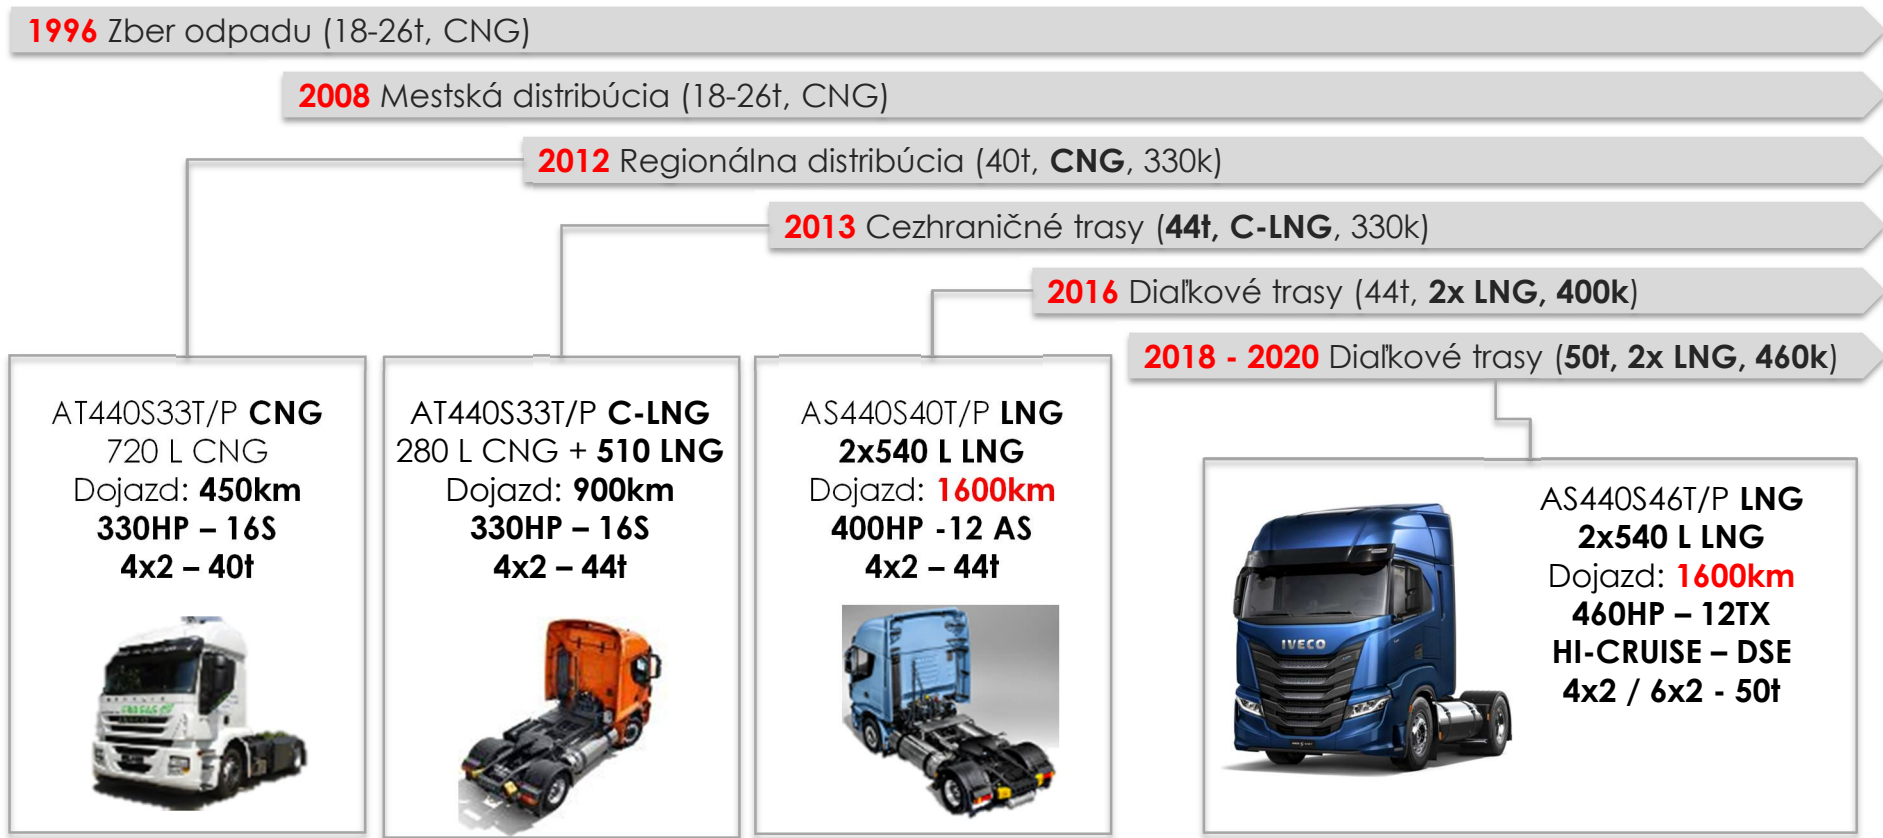 1996 Zber odpadu (18-26t, CNG)
2008 Mestská distribúcia (18-26t, CNG)
2012 Regionálna distribúcia (40t, CNG, 330k)
2013 Cezhraničné trasy (44t, C-LNG, 330k)
2016 Diaľkové trasy (44t, 2x LNG, 400k)
2018 - 2020 Diaľkové trasy (50t, 2x LNG, 460k)
AT440S33T/P CNG
720 L CNG
Dojazd: 450km
330HP – 16S
4x2 – 40t
AT440S33T/P C-LNG
280 L CNG + 510 LNG
Dojazd: 900km
330HP – 16S
4x2 – 44t
AS440S40T/P LNG
2x540 L LNG
Dojazd: 1600km
400HP -12 AS
4x2 – 44t
AS440S46T/P LNG
2x540 L LNG
Dojazd: 1600km
460HP – 12TX
HI-CRUISE – DSE
4x2 / 6x2 - 50t
IVECO